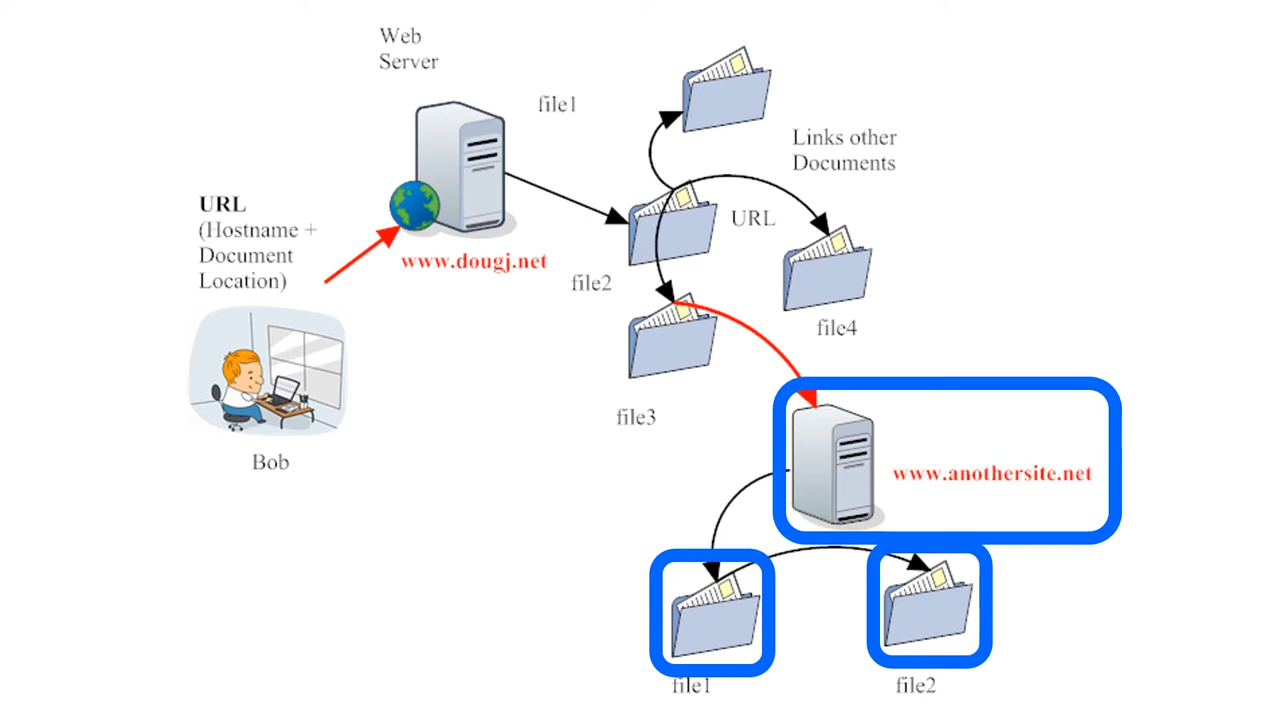 Web
Server
file1
Links other
Documents
URL
(Hostname +
Document
Location)
URL
www.dougj.net
file2
file4
file3
Bob
www.anothersite.net
file1
file2